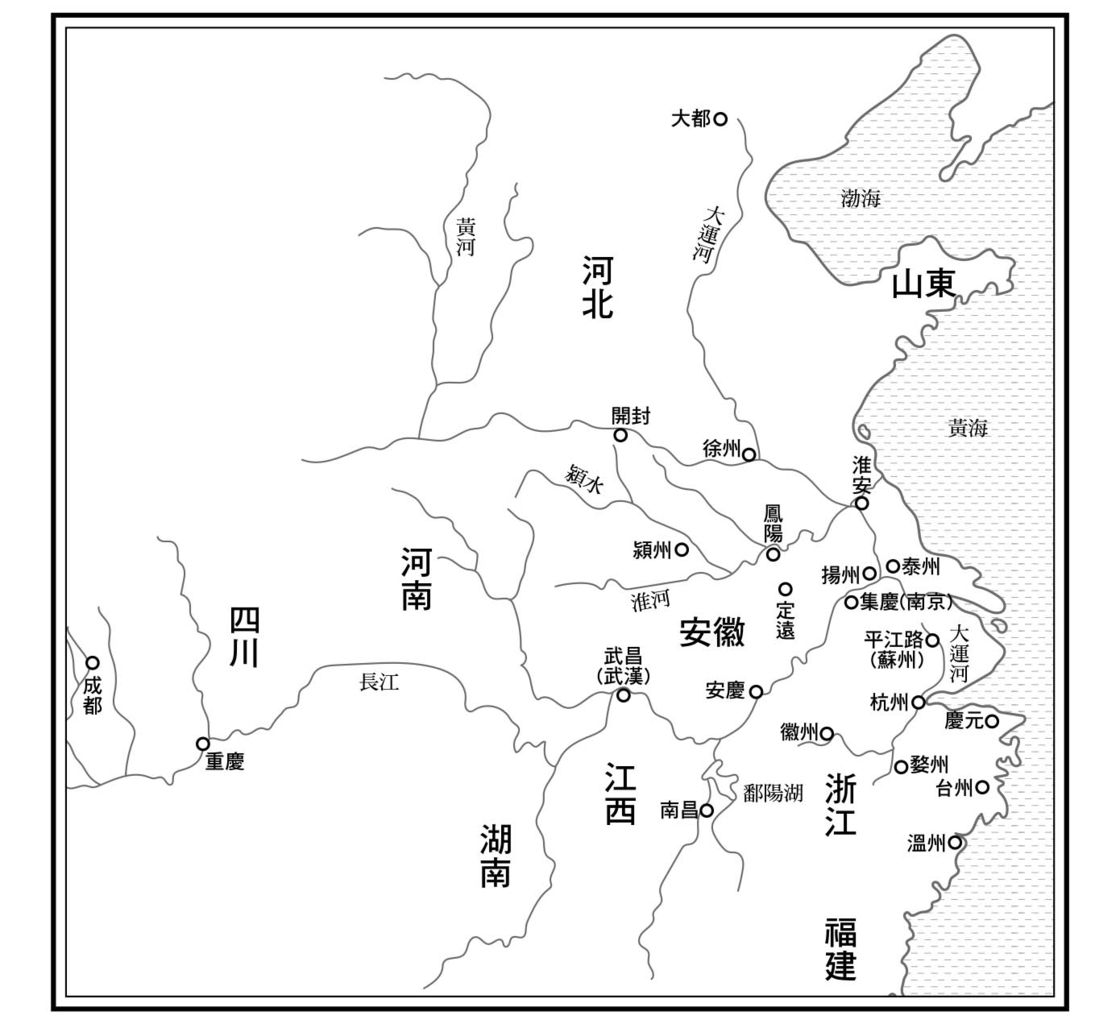 大都
渤海
大運河
黃河
河北
山東
開封
黃海
徐州
淮安
潁水
鳳陽
潁州
河南
泰州
揚州
淮河
定遠
集慶(南京)
四川
安徽
平江路
(蘇州)
大運河
武昌
(武漢)
成都
長江
安慶
杭州
慶元
徽州
重慶
婺州
江西
鄱陽湖
浙江
台州
南昌
湖南
溫州
福建